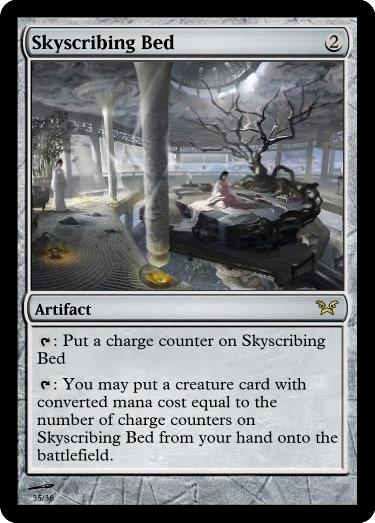 Skyscribing Bed 2
Artifact
: Put a charge counter on Skyscribing
Bed
: You may put a creature card with
converted mana cost equal to the
number of charge counters on
Skyscribing Bed from your hand onto the
battlefield.
35/36